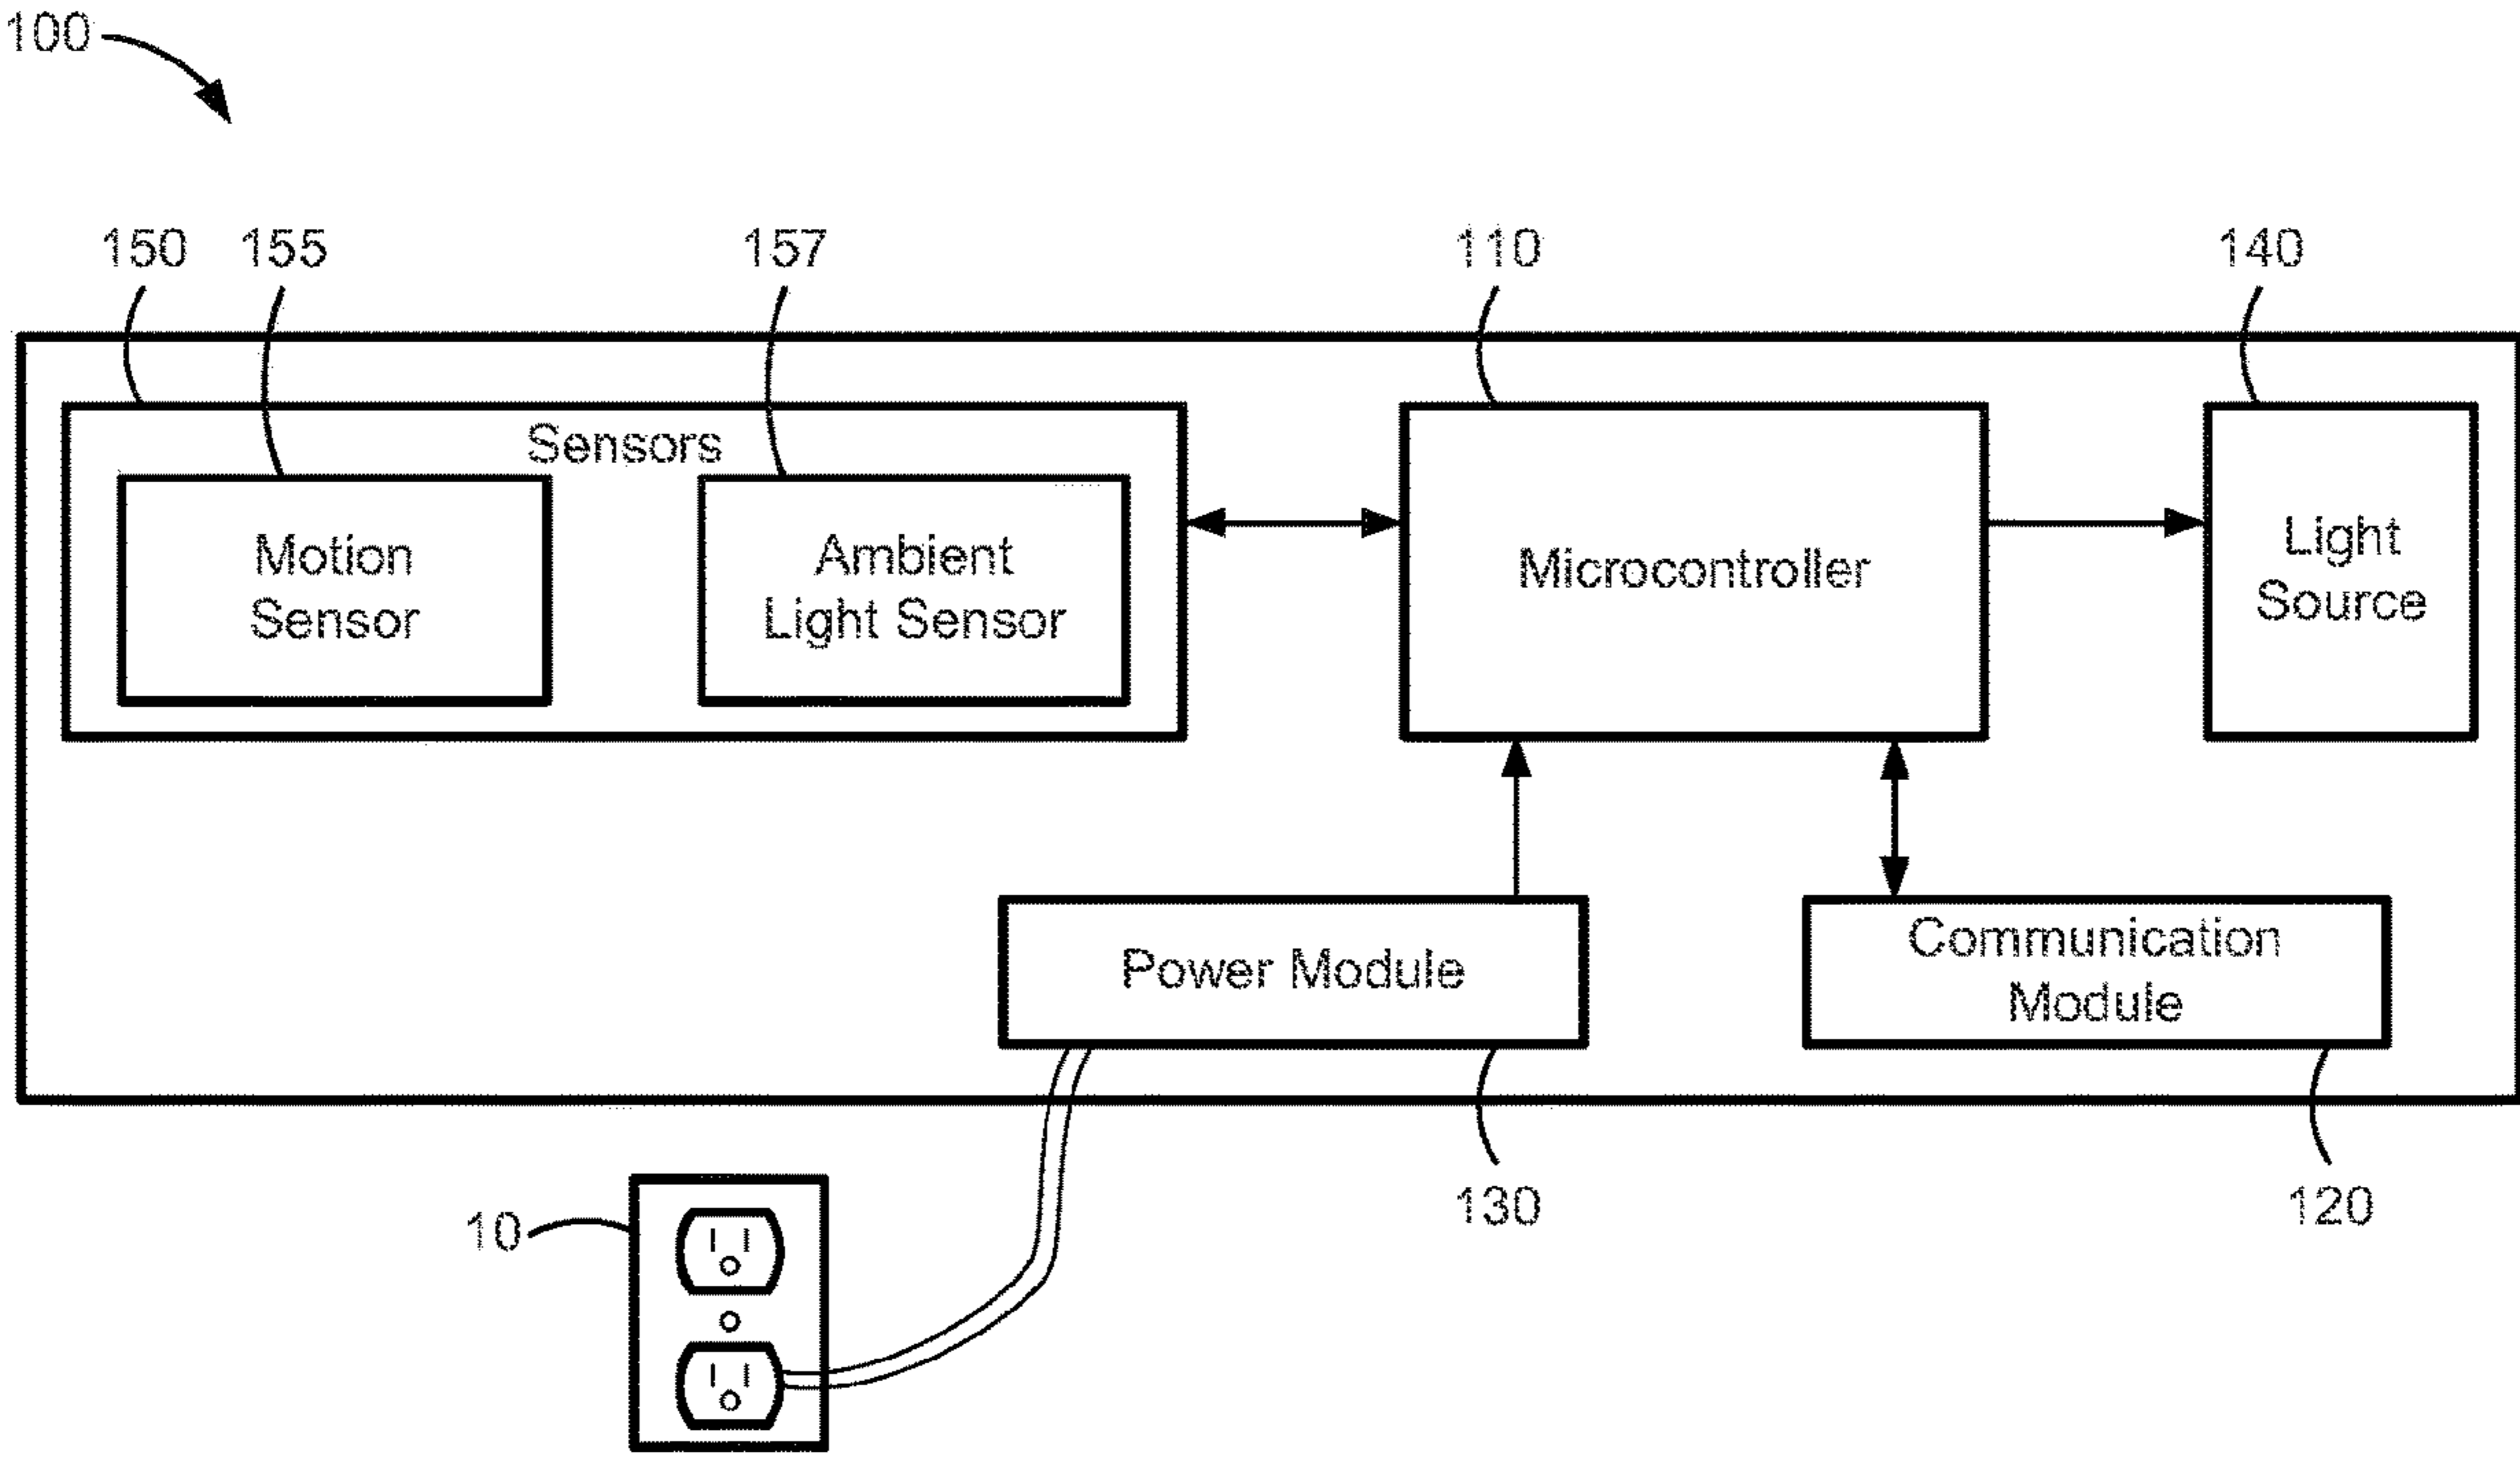 100
150 155 157 110 140
Sensors
Motion
Sensor
Ambient
Light Sensor
Microcontroller
Light
Source
Power Module
Communication
Module
10
130
120